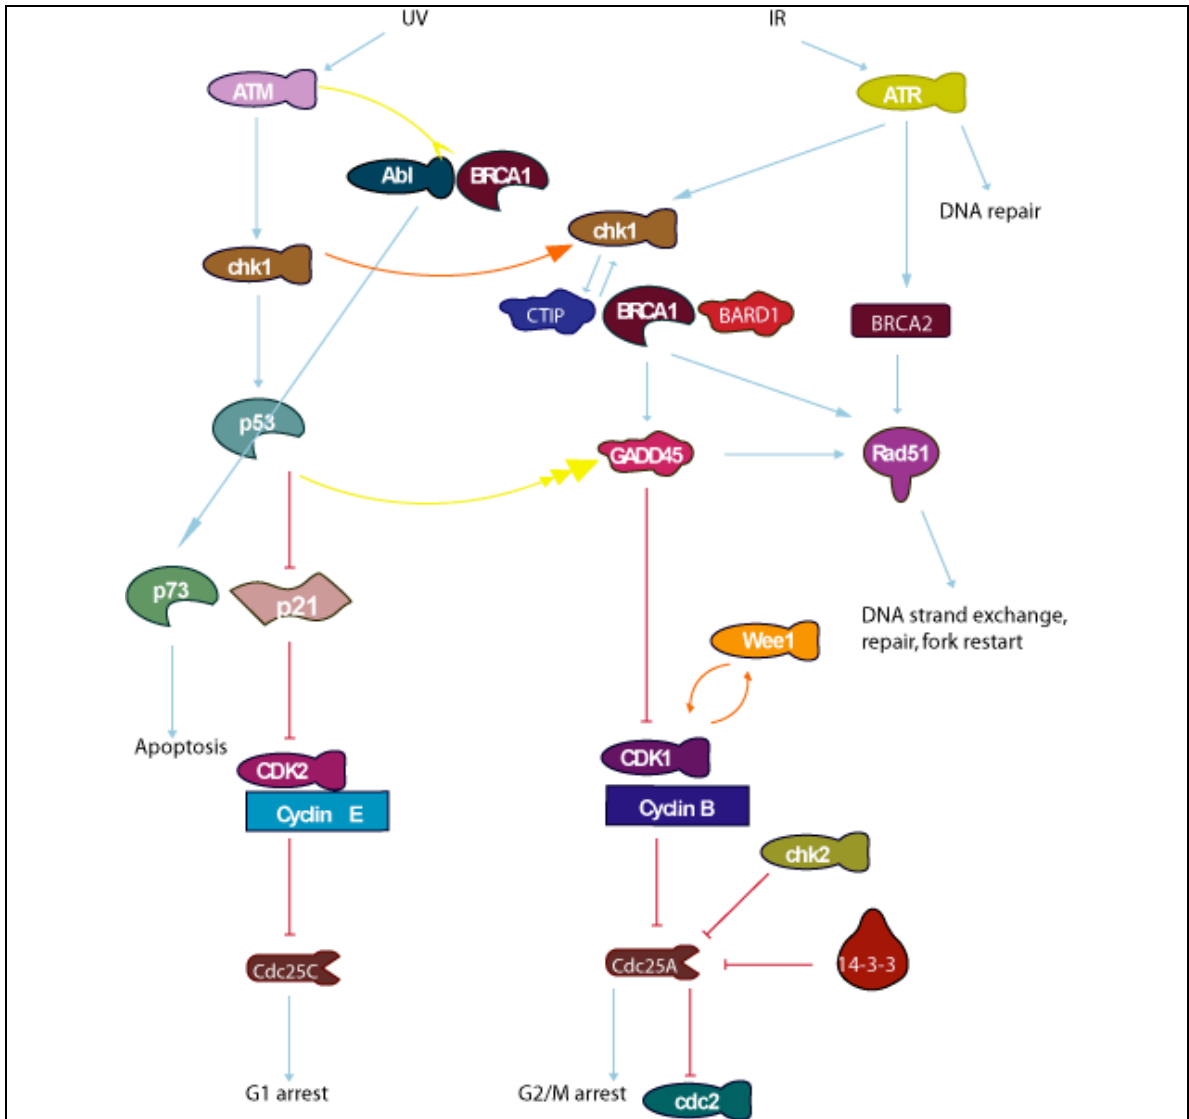 UV
IR
ATM
ATR
Abl
BRCA1
DNA repair
chk1
chk1
CTIP
BRCA1
BARD1
BRCA2
p53
GADD45
Rad51
p73
p21
DNA strand exchange,
repair, fork restart
Wee1
Apoptosis
CDK2
CDK1
Cyclin E
Cyclin B
chk2
Cdc25C
Cdc25A
14-3-3
G1 arrest
G2/M arrest
cdc2